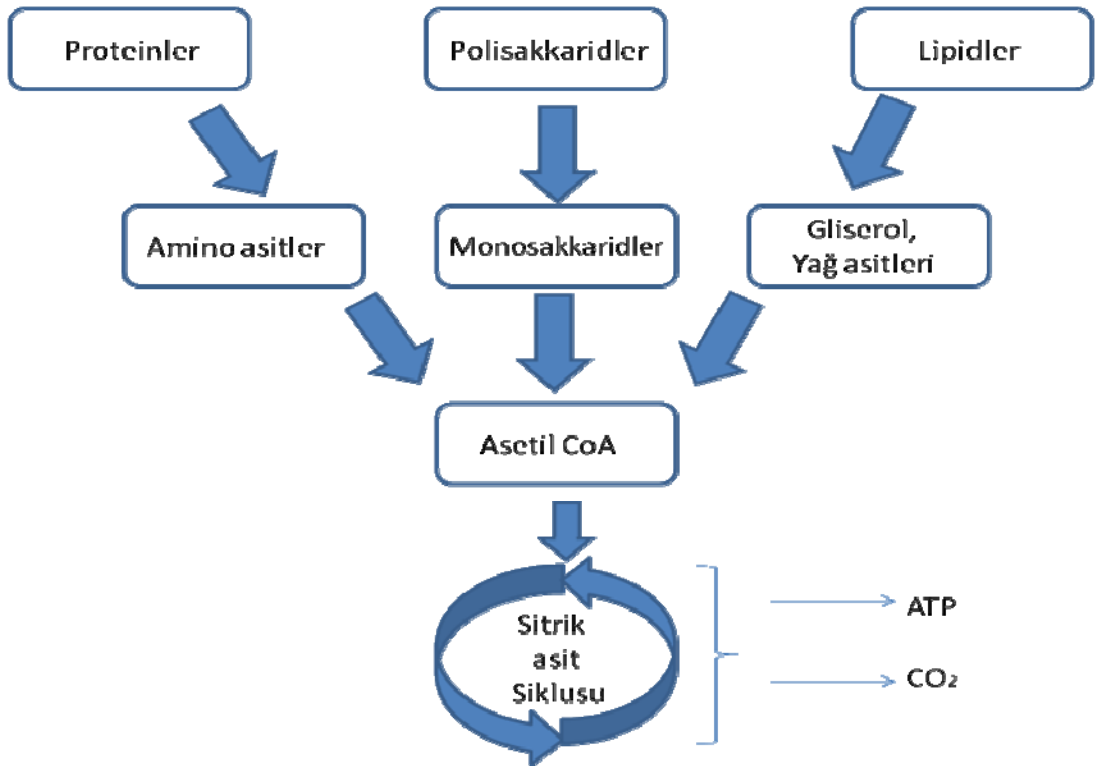 Proteinler
Polisakkaridler
Lipidler
Amino asitler
Monosakkaridler
Gliserol,
Yağ asitleri
Asetil CoA
Sitrik
asit
Siklusu
ATP
CO₂